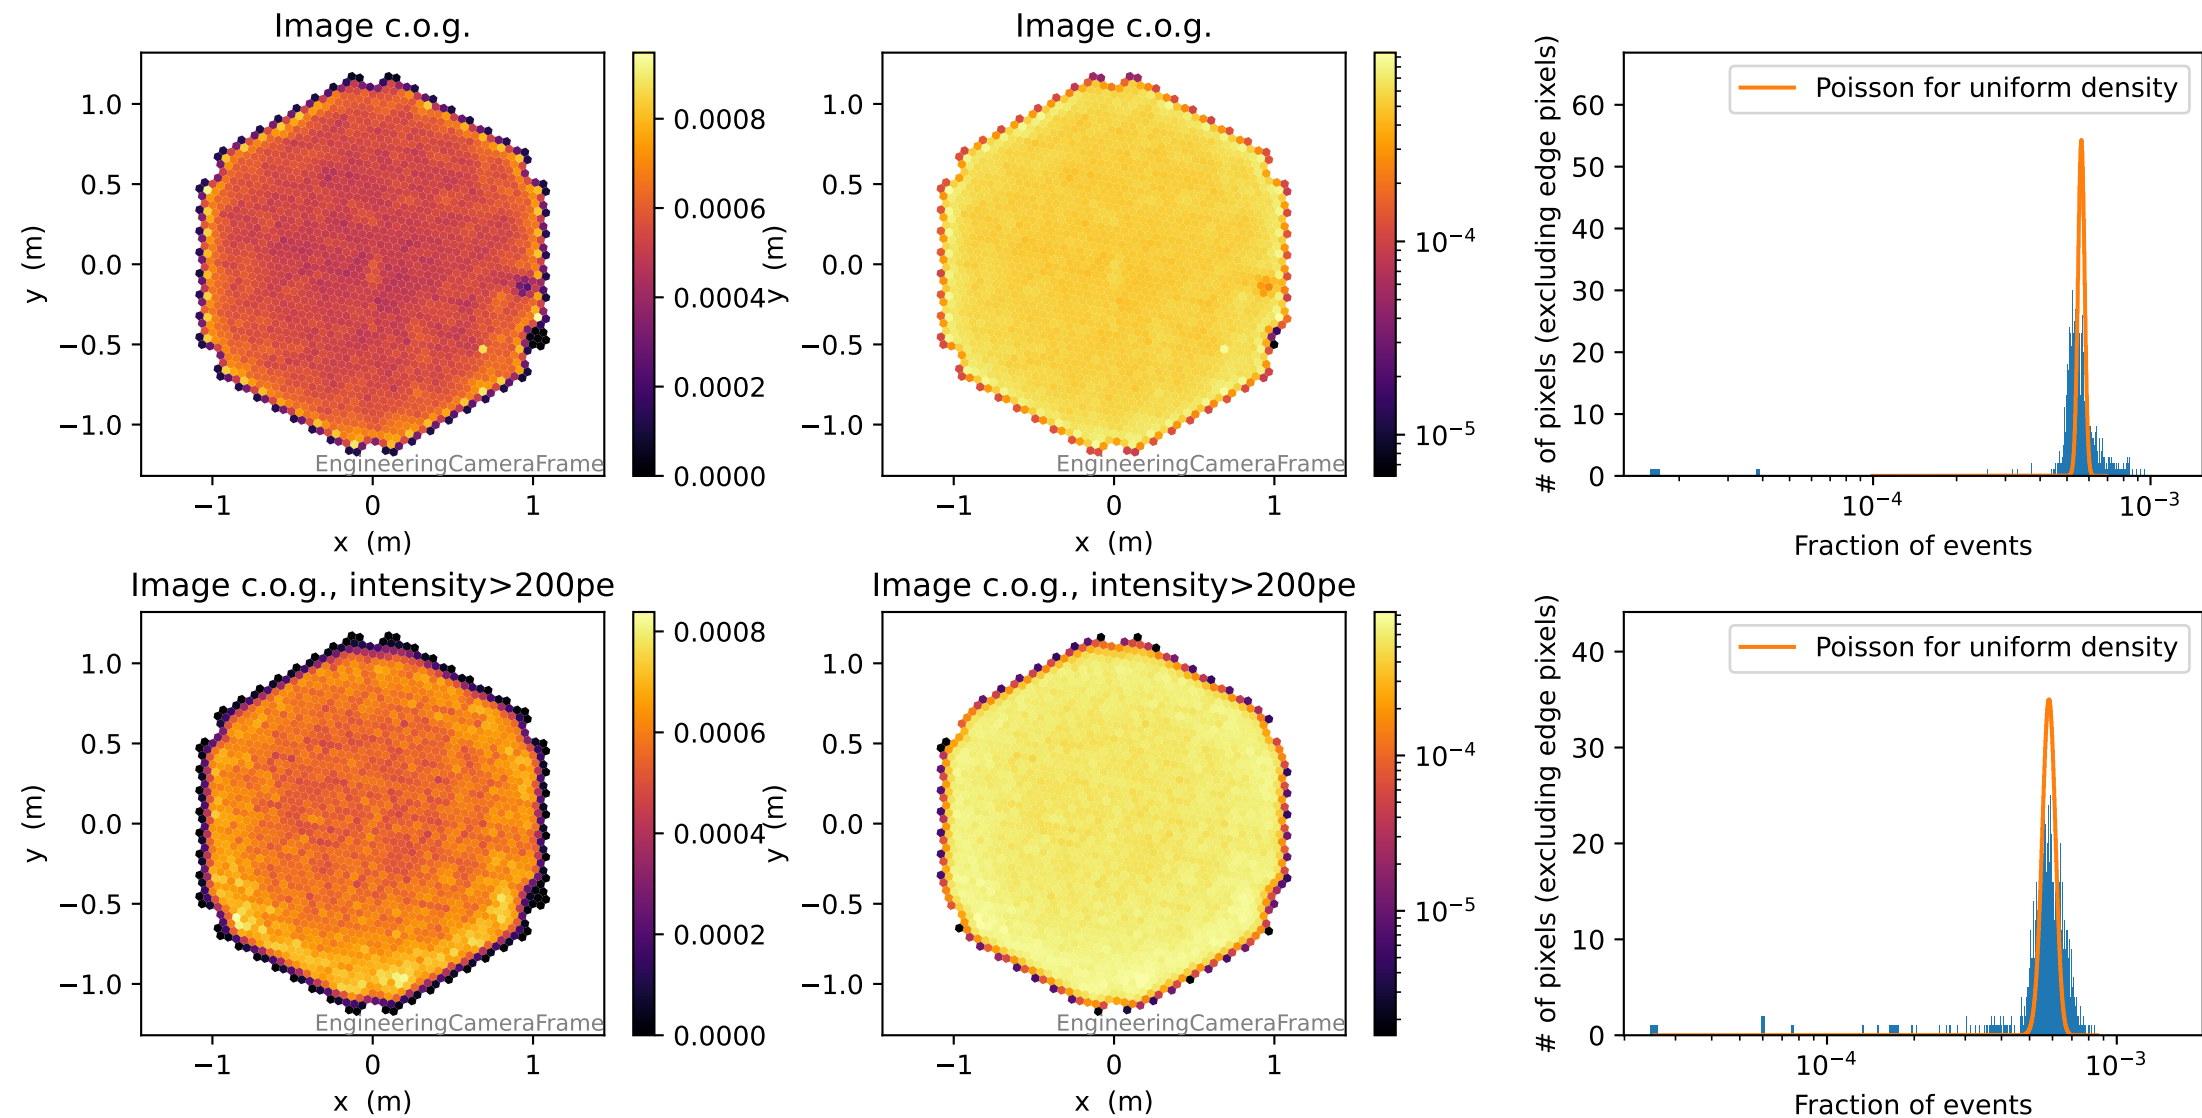 Image c.o.g.
1.0
0.5
0.0
−0.5
−1.0
y (m)
−1
0
1
x (m)
EngineeringCameraFrame
0.0008
0.0006
0.0004
0.0002
0.0000
Image c.o.g.
1.0
0.5
0.0
−0.5
−1.0
y (m)
−1
0
1
x (m)
EngineeringCameraFrame
10−4
10−5
# of pixels (excluding edge pixels)
60
50
40
30
20
10
0
Poisson for uniform density
10−4
10−3
Fraction of events
Image c.o.g., intensity>200pe
1.0
0.5
0.0
−0.5
−1.0
y (m)
−1
0
1
x (m)
EngineeringCameraFrame
0.0008
0.0006
0.0004
0.0002
0.0000
Image c.o.g., intensity>200pe
1.0
0.5
0.0
−0.5
−1.0
y (m)
−1
0
1
x (m)
EngineeringCameraFrame
10−4
10−5
# of pixels (excluding edge pixels)
40
30
20
10
0
Poisson for uniform density
10−4
10−3
Fraction of events